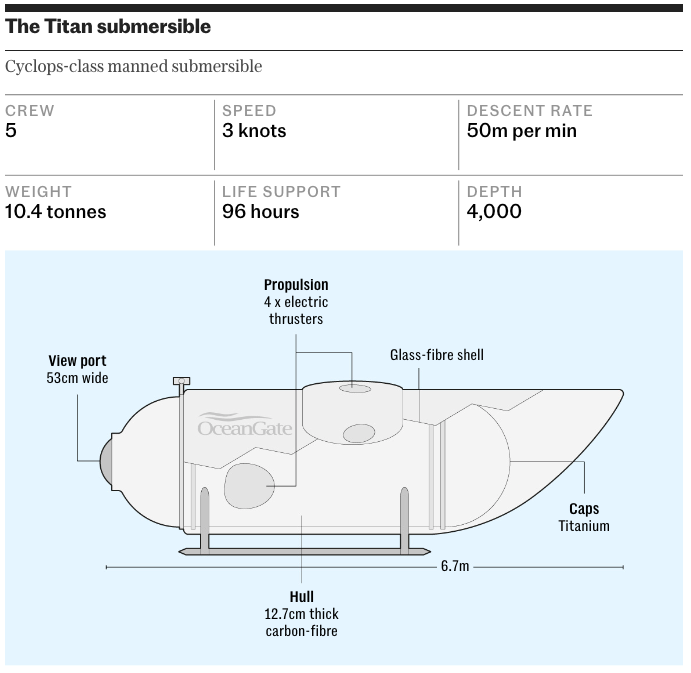 The Titan submersible
Cyclops-class manned submersible
CREW
5
SPEED
3 knots
DESCENT RATE
50m per min
WEIGHT
10.4 tonnes
LIFE SUPPORT
96 hours
DEPTH
4,000
Propulsion
4 x electric
thrusters
Glass-fibre shell
View port
53cm wide
OceanGate
Caps
Titanium
6.7m
Hull
12.7cm thick
carbon-fibre